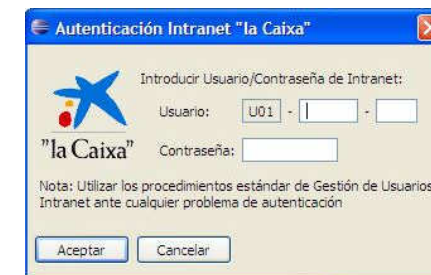 Autenticación Intranet "la Caixa"
Introducir Usuario/Contraseña de Intranet:
Usuario: U01 - -
"la Caixa"
Contraseña:
Nota: Utilizar los procedimientos estándar de Gestión de Usuarios
Intranet ante cualquier problema de autenticación
Aceptar Cancelar